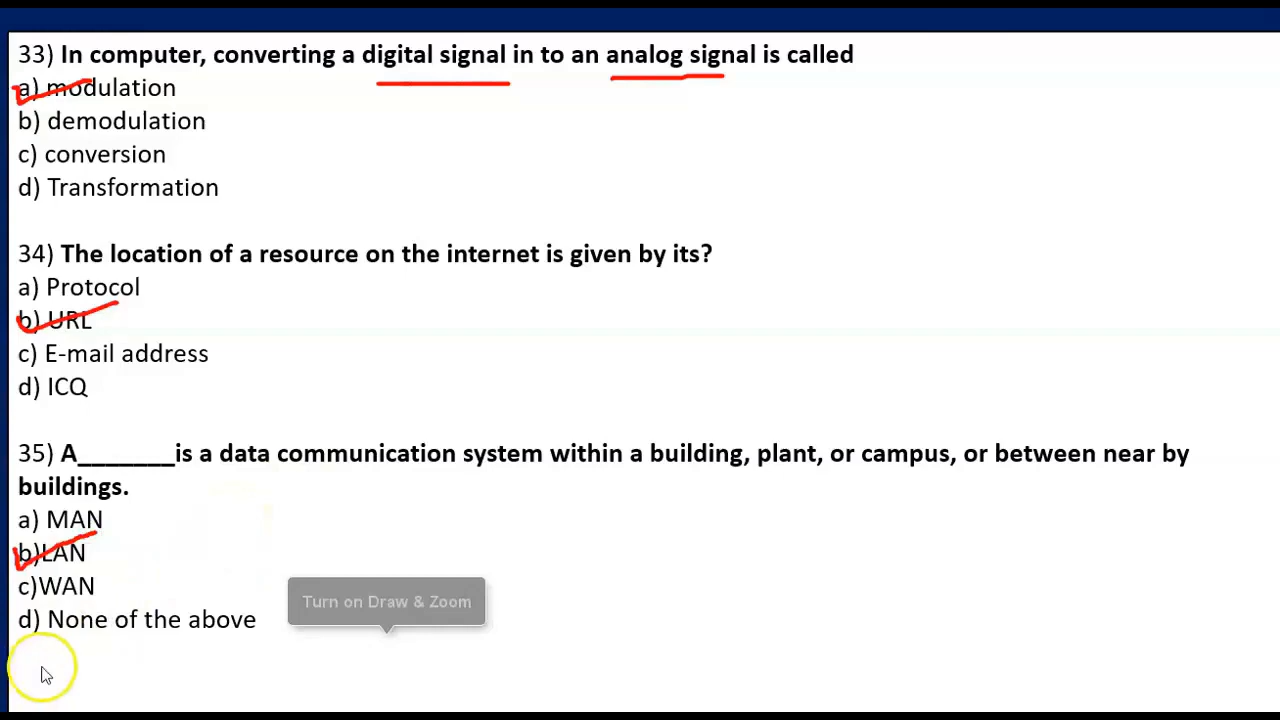 33) In computer, converting a digital signal in to an analog signal is called
a) modulation
b) demodulation
c) conversion
d) Transformation
34) The location of a resource on the internet is given by its?
a) Protocol
b) URL
c) E-mail address
d) ICQ
35) A_______is a data communication system within a building, plant, or campus, or between near by
buildings.
a) MAN
b)LAN
c)WAN
d) None of the above
Turn on Draw & Zoom